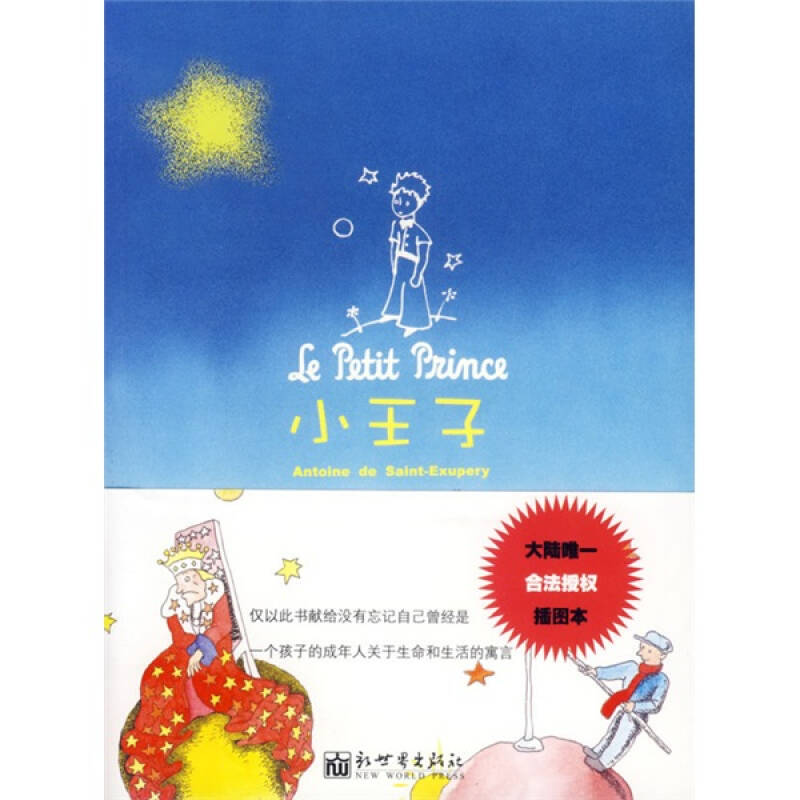 Le Petit Prince
小王子
Antoine de Saint-Exupery
大陆唯一
合法授权
插图本
仅以此书献给没有忘记自己曾经是
一个孩子的成年人关于生命和生活的寓言
新世界出版社
NEW WORLD PRESS